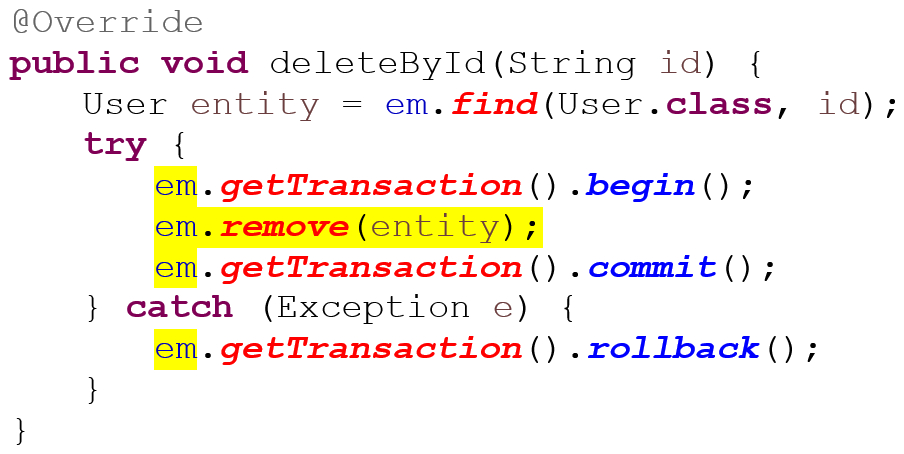 @Override
public void deleteById(String id) {
    User entity = em.find(User.class, id);
    try {
        em.getTransaction().begin();
        em.remove(entity);
        em.getTransaction().commit();
    } catch (Exception e) {
        em.getTransaction().rollback();
    }
}